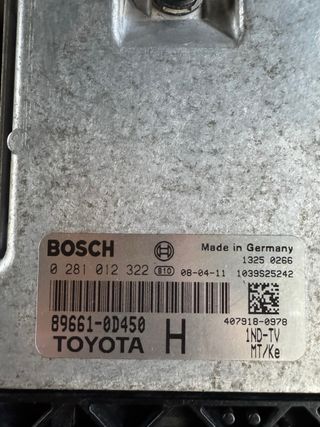 BOSCH Made in Germany
1325 0266
0 281 012 322 810 08-04-11 1039S25242
407918-0978
89661-0D450 1ND-TV
TOYOTA H MT/Ke